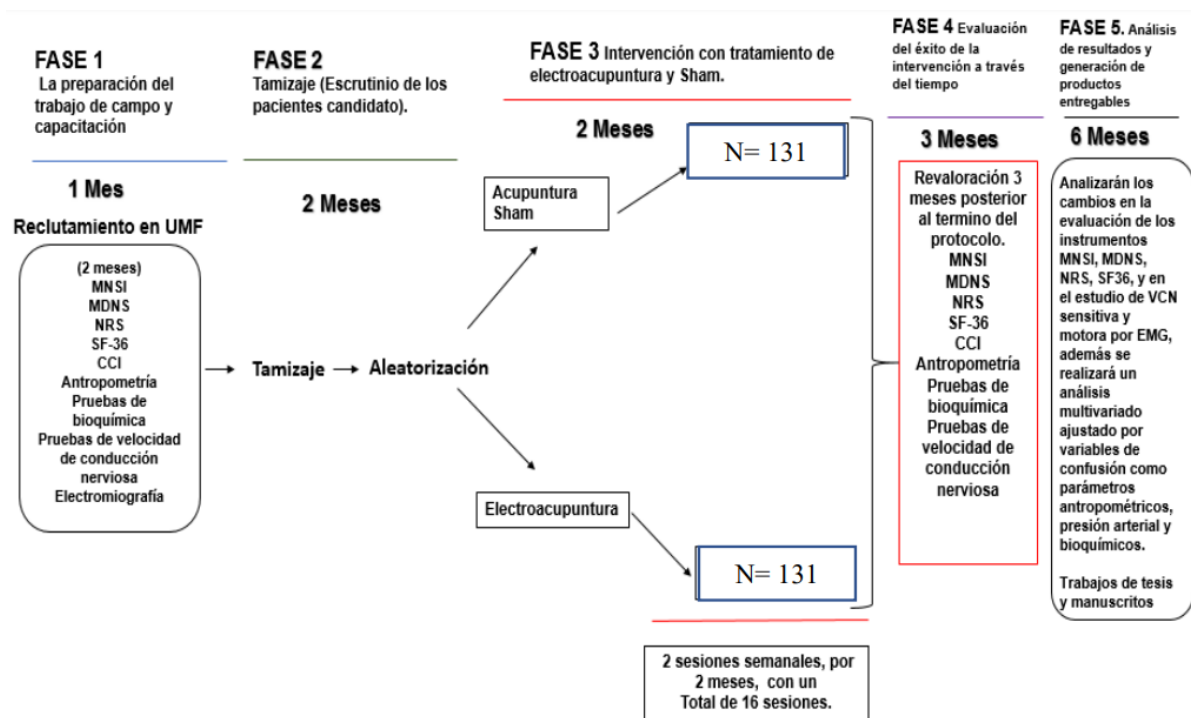 FASE 1
La preparación del
trabajo de campo y
capacitación
1 Mes
Reclutamiento en UMF
(2 meses)
MNSI
MDNS
NRS
SF-36
CCI
Antropometría
Pruebas de
bioquímica
Pruebas de velocidad
de conducción
nerviosa
Electromiografía
FASE 2
Tamizaje (Escrutinio de los
pacientes candidato).
2 Meses
Tamizaje
Aleatorización
FASE 3 Intervención con tratamiento de
electroacupuntura y Sham.
2 Meses
Acupuntura
Sham
N= 131
Electroacupuntura
N= 131
2 sesiones semanales, por
2 meses, con un
Total de 16 sesiones.
FASE 4 Evaluación
del éxito de la
intervención a través
del tiempo
3 Meses
Revaloración 3
meses posterior
al termino del
protocolo.
MNSI
MDNS
NRS
SF-36
CCI
Antropometría
Pruebas de
bioquímica
Pruebas de
velocidad de
conducción
nerviosa
FASE 5. Análisis
de resultados y
generación de
productos
entregables
6 Meses
Analizarán los
cambios en la
evaluación de los
instrumentos
MNSI, MDNS,
NRS, SF36, y en
el estudio de VCN
sensitiva y
motora por EMG,
además se
realizará un
análisis
multivariado
ajustado por
variables de
confusión como
parámetros
antropométricos,
presión arterial y
bioquímicos.
Trabajos de tesis
y manuscritos